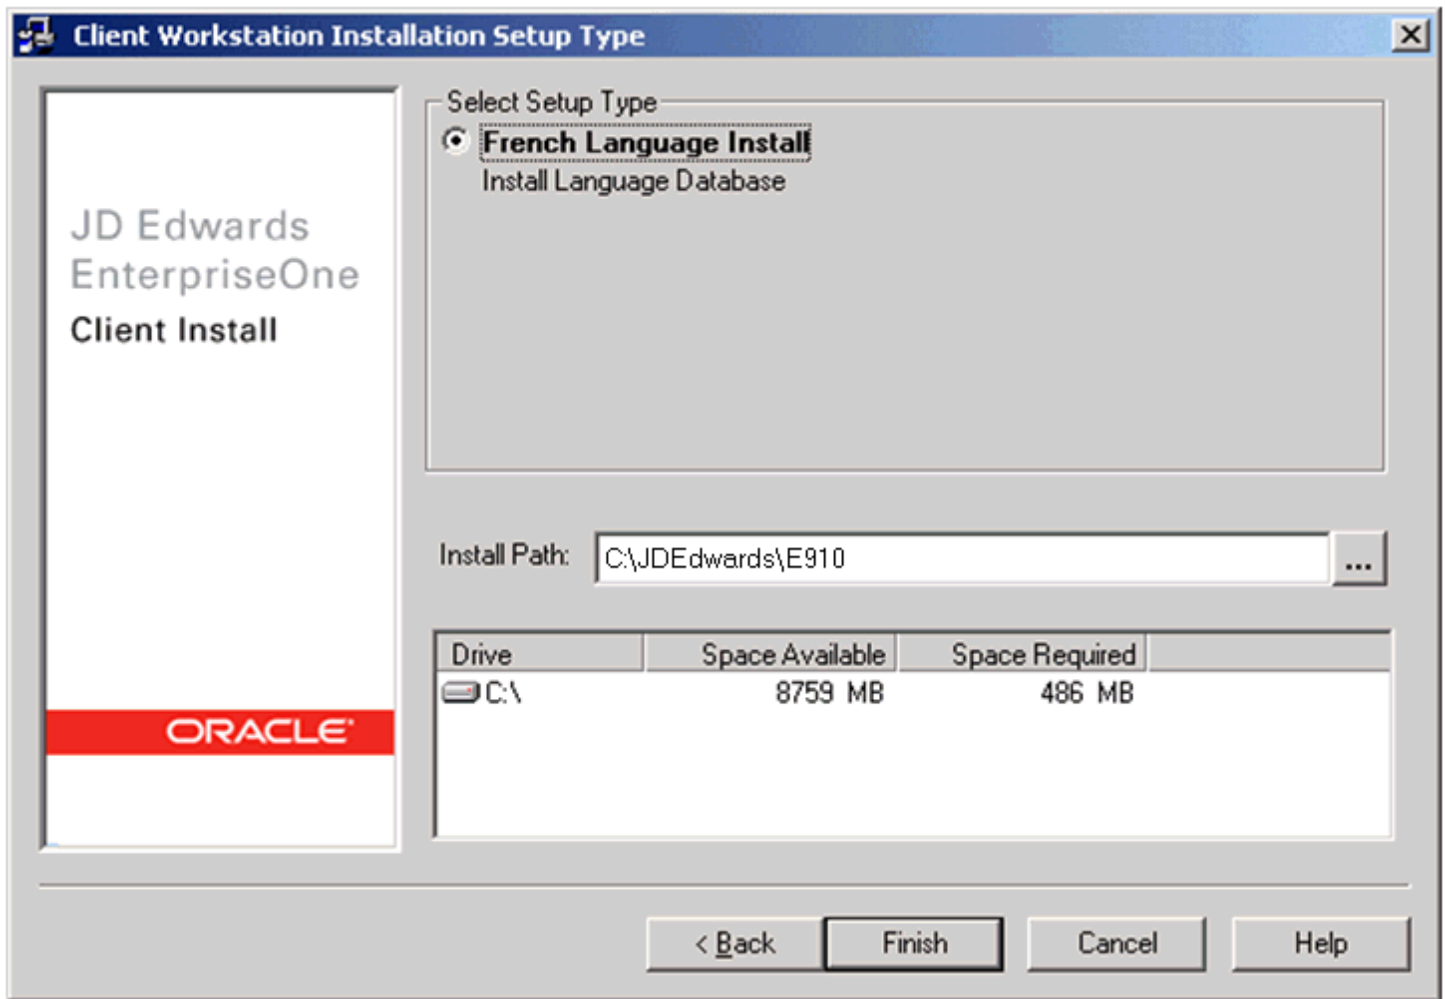 Client Workstation Installation Setup Type
JD Edwards
EnterpriseOne
Client Install
ORACLE
Select Setup Type
French Language Install
Install Language Database
Install Path:
C:\JDEdwards\E910
...
Drive Space Available Space Required
C:\ 8759 MB 486 MB
< Back Finish Cancel Help